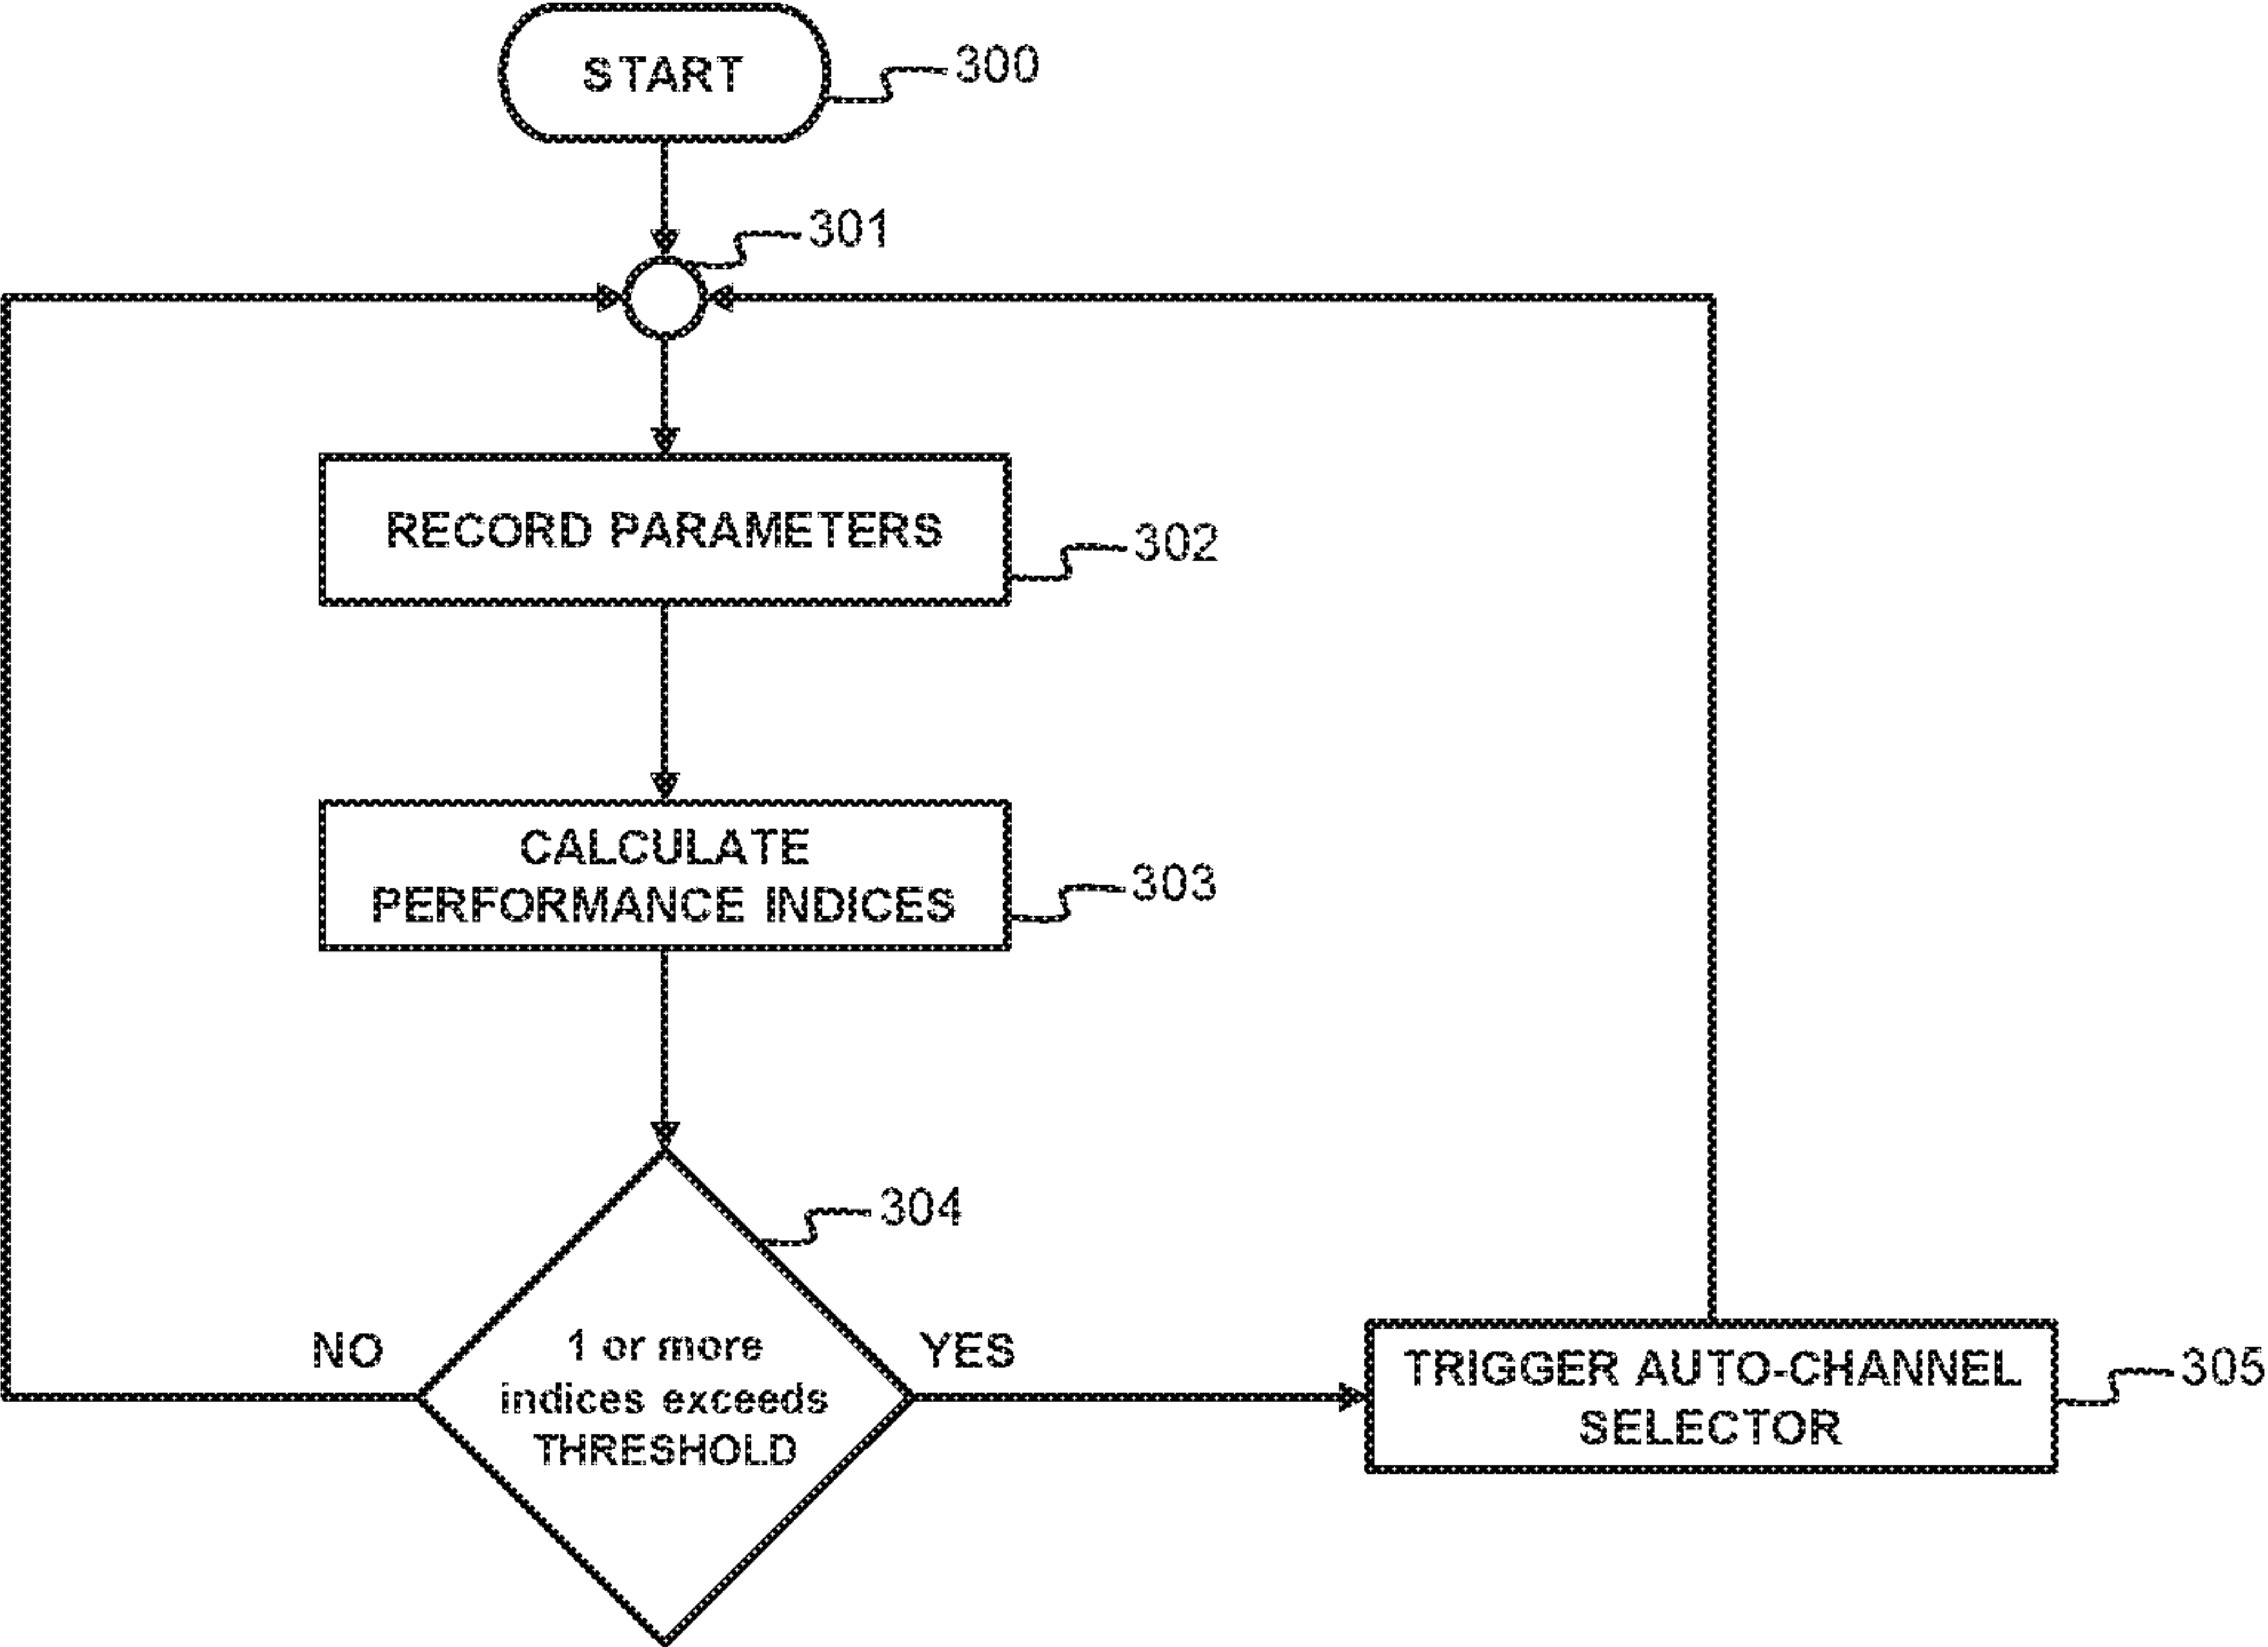 START
300
301
RECORD PARAMETERS
302
CALCULATE
PERFORMANCE INDICES
303
304
NO
1 or more
indices exceeds
THRESHOLD
YES
TRIGGER AUTO-CHANNEL
SELECTOR
305